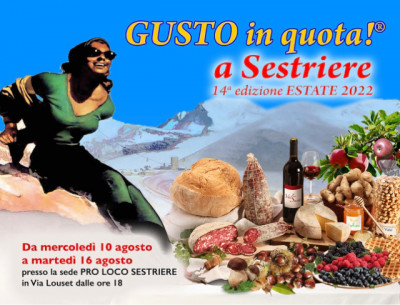 GUSTO in quota!®
a Sestriere
14ª edizione ESTATE 2022
Da mercoledì 10 agosto
a martedì 16 agosto
presso la sede PRO LOCO SESTRIERE
in Via Louset dalle ore 18